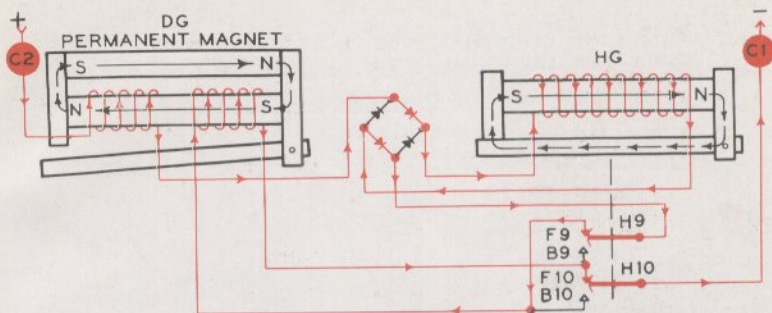 +
DG
PERMANENT MAGNET
C2
S
N
N
S
HG
S
N
−
C1
H9
F9
B9
H10
F10
B10